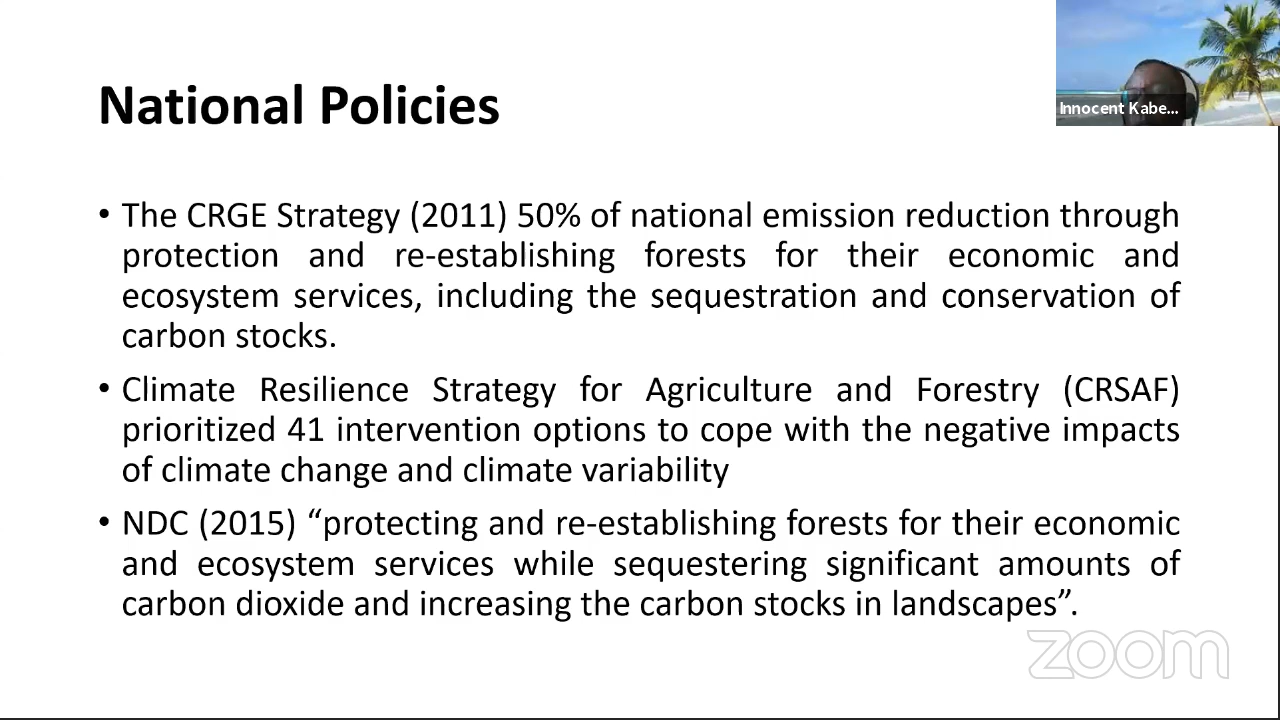 National Policies
Innocent Kabe...
• The CRGE Strategy (2011) 50% of national emission reduction through
protection and re-establishing forests for their economic and
ecosystem services, including the sequestration and conservation of
carbon stocks.
• Climate Resilience Strategy for Agriculture and Forestry (CRSAF)
prioritized 41 intervention options to cope with the negative impacts
of climate change and climate variability
• NDC (2015) “protecting and re-establishing forests for their economic
and ecosystem services while sequestering significant amounts of
carbon dioxide and increasing the carbon stocks in landscapes”.
zoom